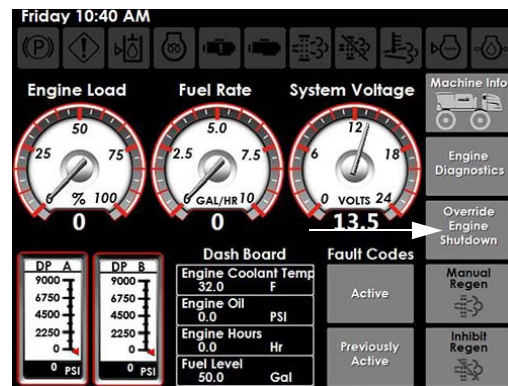 Friday 10:40 AM
(P)
Engine Load
Fuel Rate
System Voltage
Machine Info
50
25
75
0
% 100
0
5.0
2.5
7.5
0
GAL/HR 10
0
12
6
18
0 VOLTS 24
13.5
Engine
Diagnostics
Override
Engine
Shutdown
DP A
9000
6750
4500
2250
0
0 PSI
DP B
9000
6750
4500
2250
0
0 PSI
Dash Board
Engine Coolant Temp
32.0 F
Engine Oil
0.0 PSI
Engine Hours
0.0 Hr
Fuel Level
50.0 Gal
Fault Codes
Active
Previously
Active
Manual
Regen
Inhibit
Regen